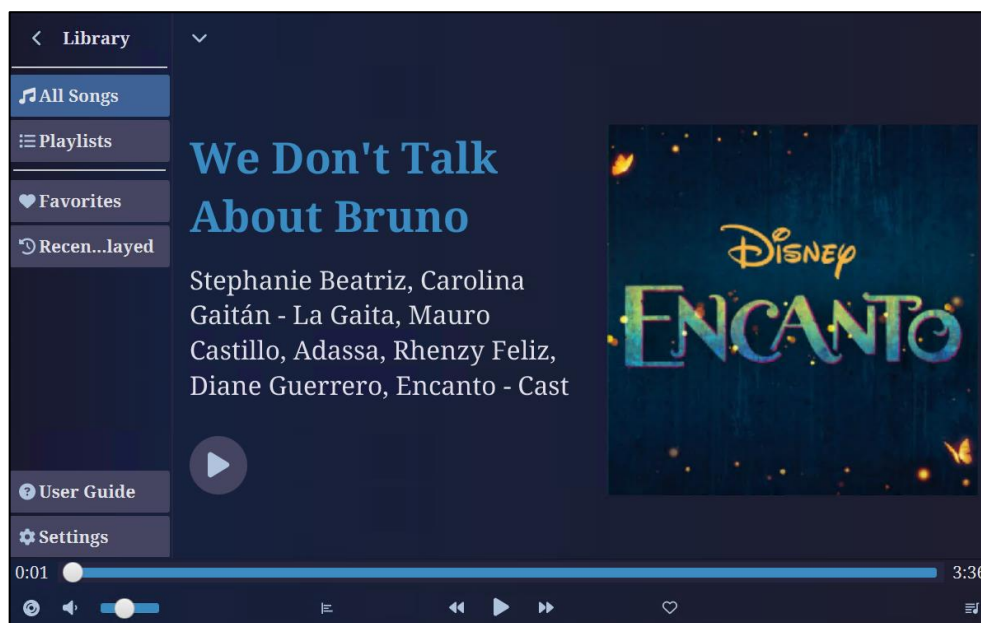 Library
All Songs
Playlists
Favorites
Recen...layed
User Guide
Settings
We Don't Talk
About Bruno
Stephanie Beatriz, Carolina
Gaitán - La Gaita, Mauro
Castillo, Adassa, Rhenzy Feliz,
Diane Guerrero, Encanto - Cast
DISNEY
ENCANTO
0:01
3:36